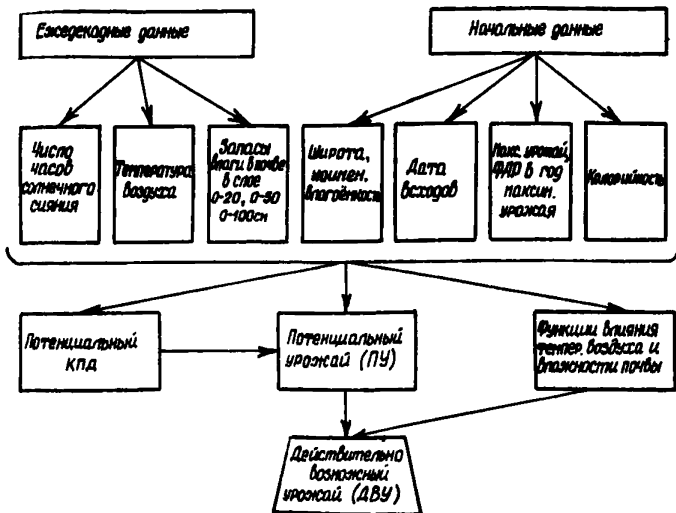 Ежедекадные данные
Начальные данные
Число
часов
солнечного
сияния
Температура
воздуха
Запасы
влаги в почве
в слое
0-20, 0-50
0-100см
Широта,
наимен.
влагоёмкость
Дата
всходов
Макс. урожай,
ФАР в год
максим.
урожая
Калорийность
Потенциальный
кпд
Потенциальный
урожай (ПУ)
Функции влияния
темпер. воздуха и
влажности почвы
Действительно
возможный
урожай (ДВУ)